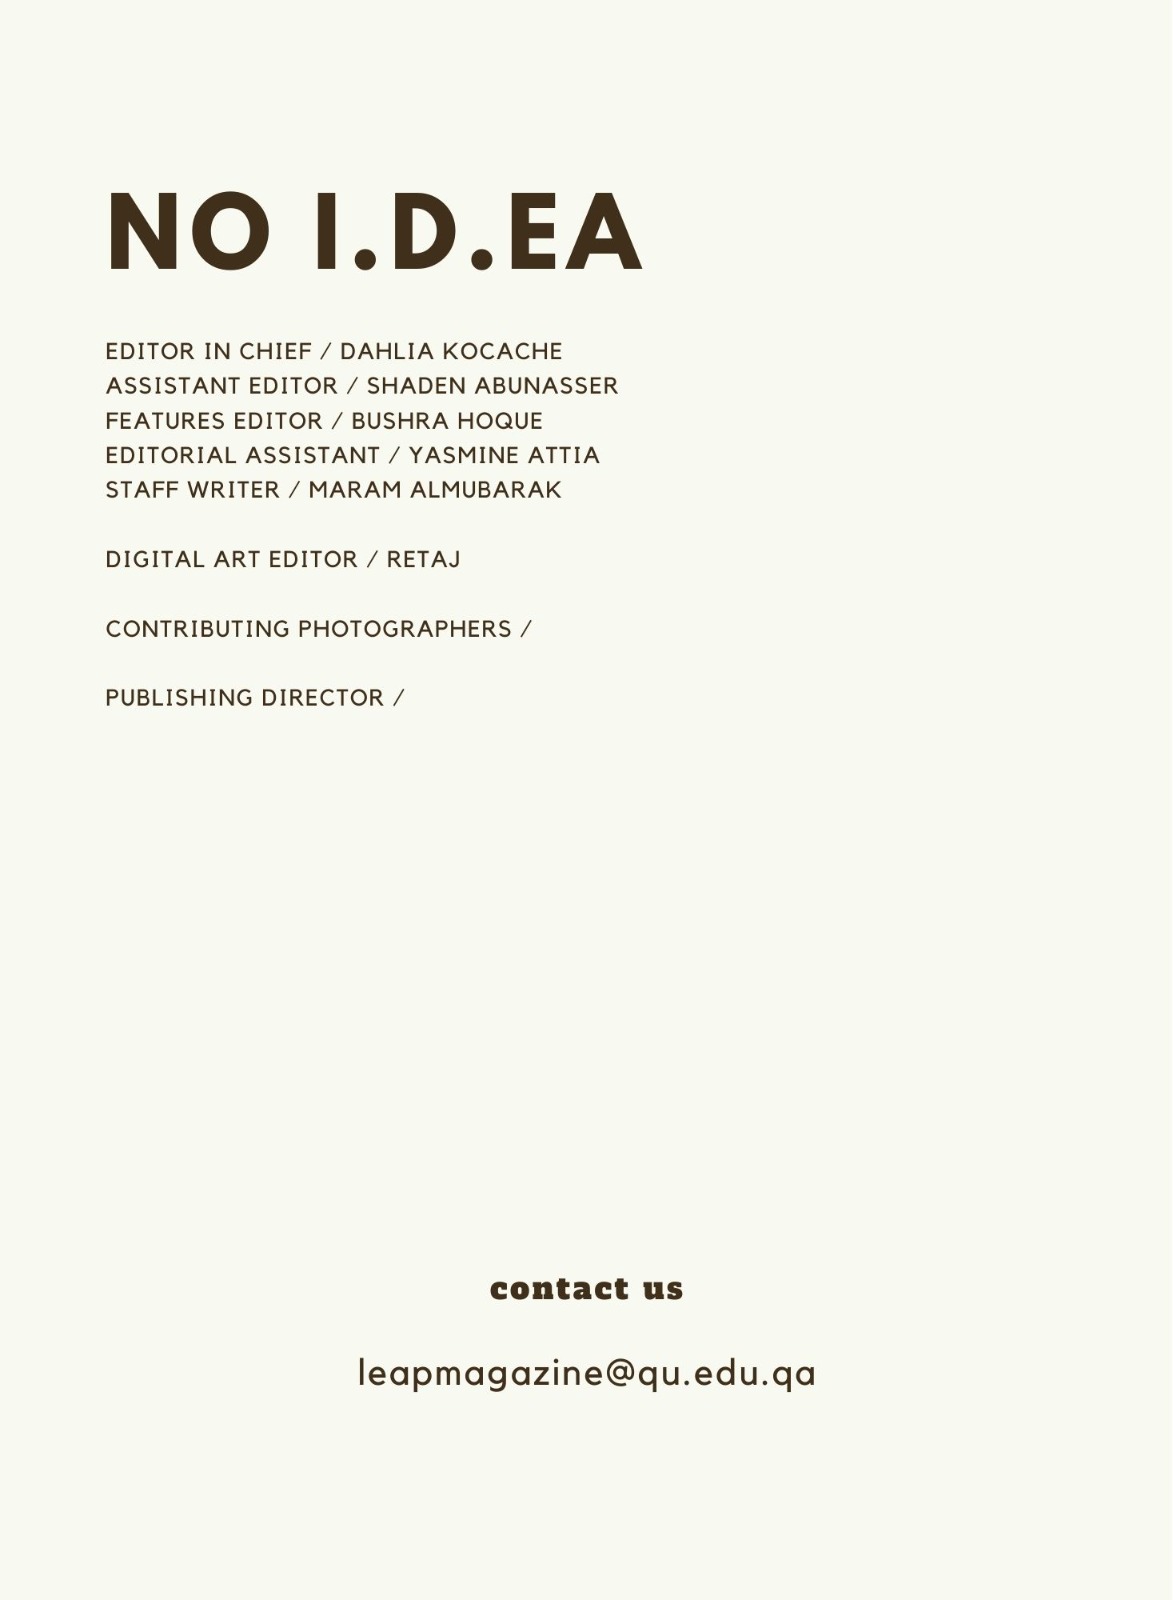 NO I.D.EA
EDITOR IN CHIEF / DAHLIA KOCACHE
ASSISTANT EDITOR / SHADEN ABUNASSER
FEATURES EDITOR / BUSHRA HOQUE
EDITORIAL ASSISTANT / YASMINE ATTIA
STAFF WRITER / MARAM ALMUBARAK
DIGITAL ART EDITOR / RETAJ
CONTRIBUTING PHOTOGRAPHERS /
PUBLISHING DIRECTOR /
contact us
leapmagazine@qu.edu.qa